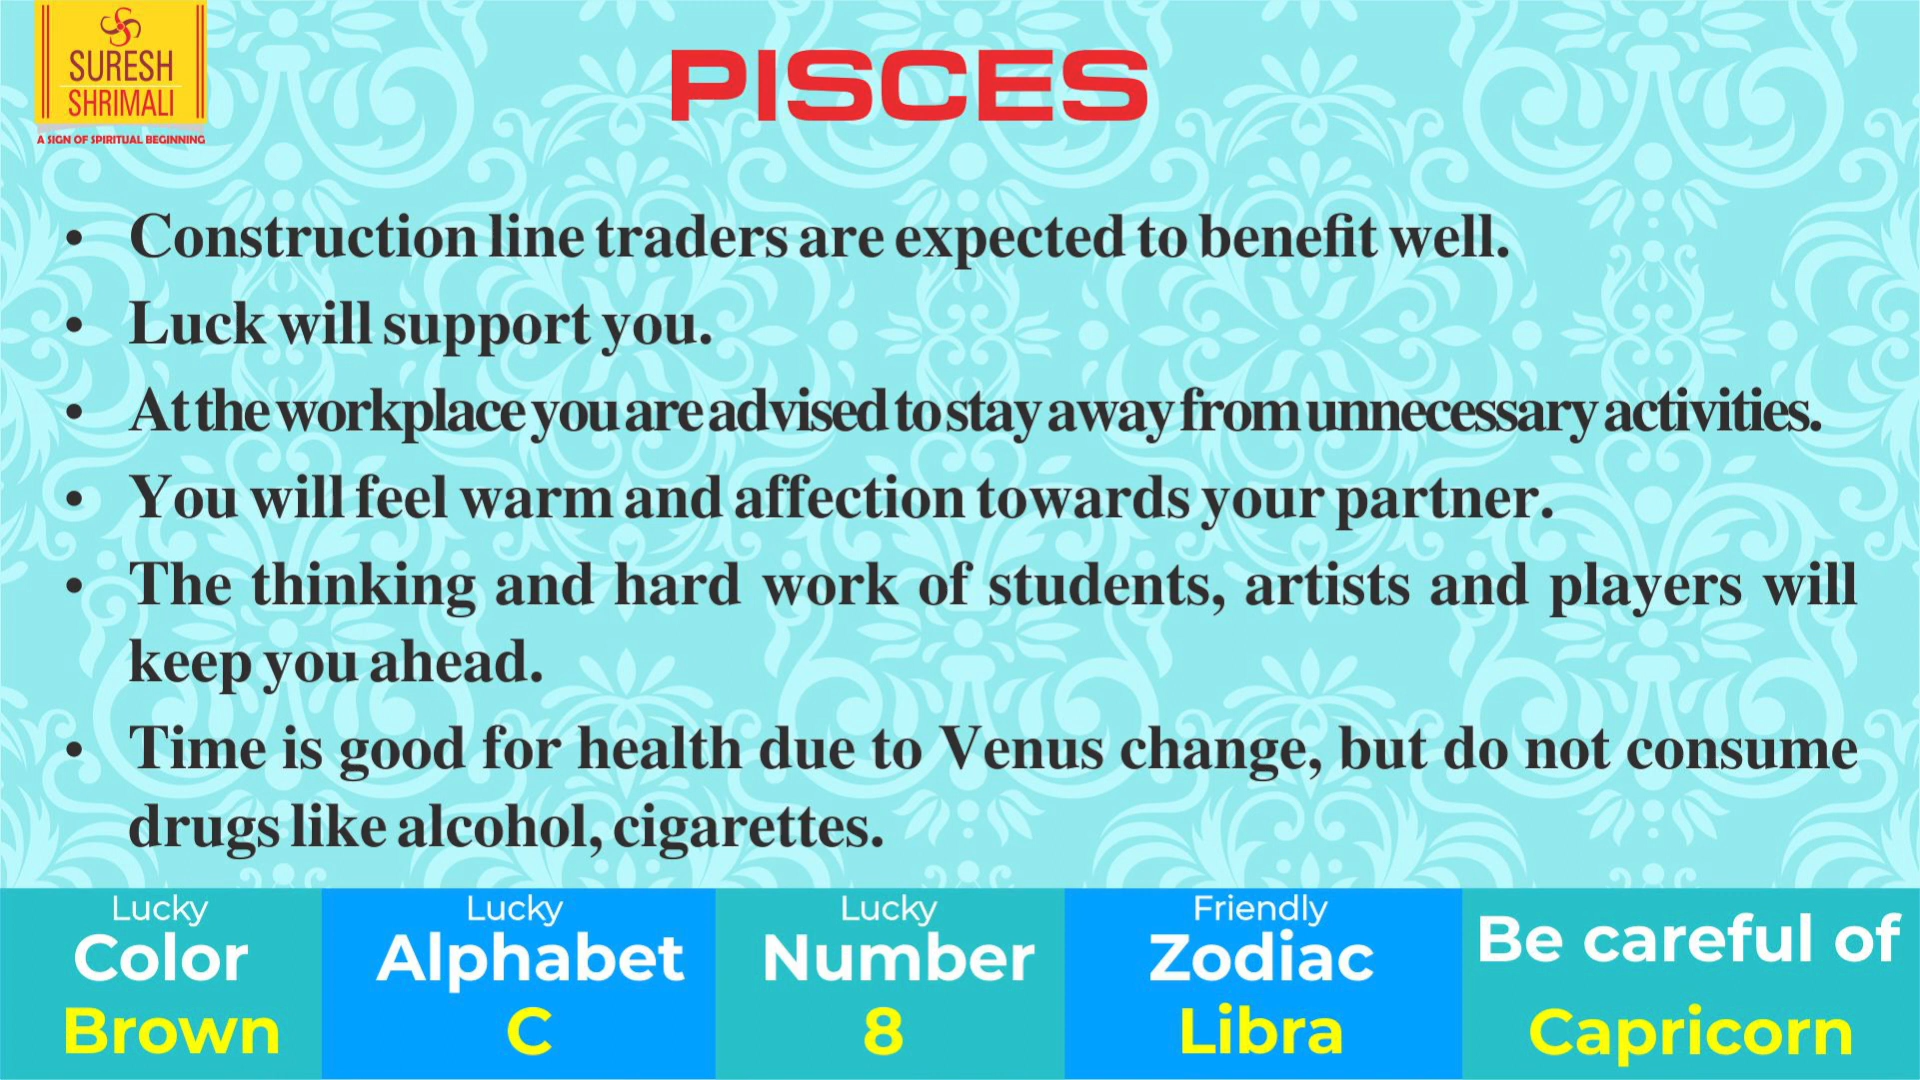 SURESH
SHRIMALI
A SIGN OF SPIRITUAL BEGINNING
PISCES
• Construction line traders are expected to benefit well.
• Luck will support you.
• At the workplace you are advised to stay away from unnecessary activities.
• You will feel warm and affection towards your partner.
• The thinking and hard work of students, artists and players will
keep you ahead.
• Time is good for health due to Venus change, but do not consume
drugs like alcohol, cigarettes.
Lucky
Color
Brown
Lucky
Alphabet
C
Lucky
Number
8
Friendly
Zodiac
Libra
Be careful of
Capricorn